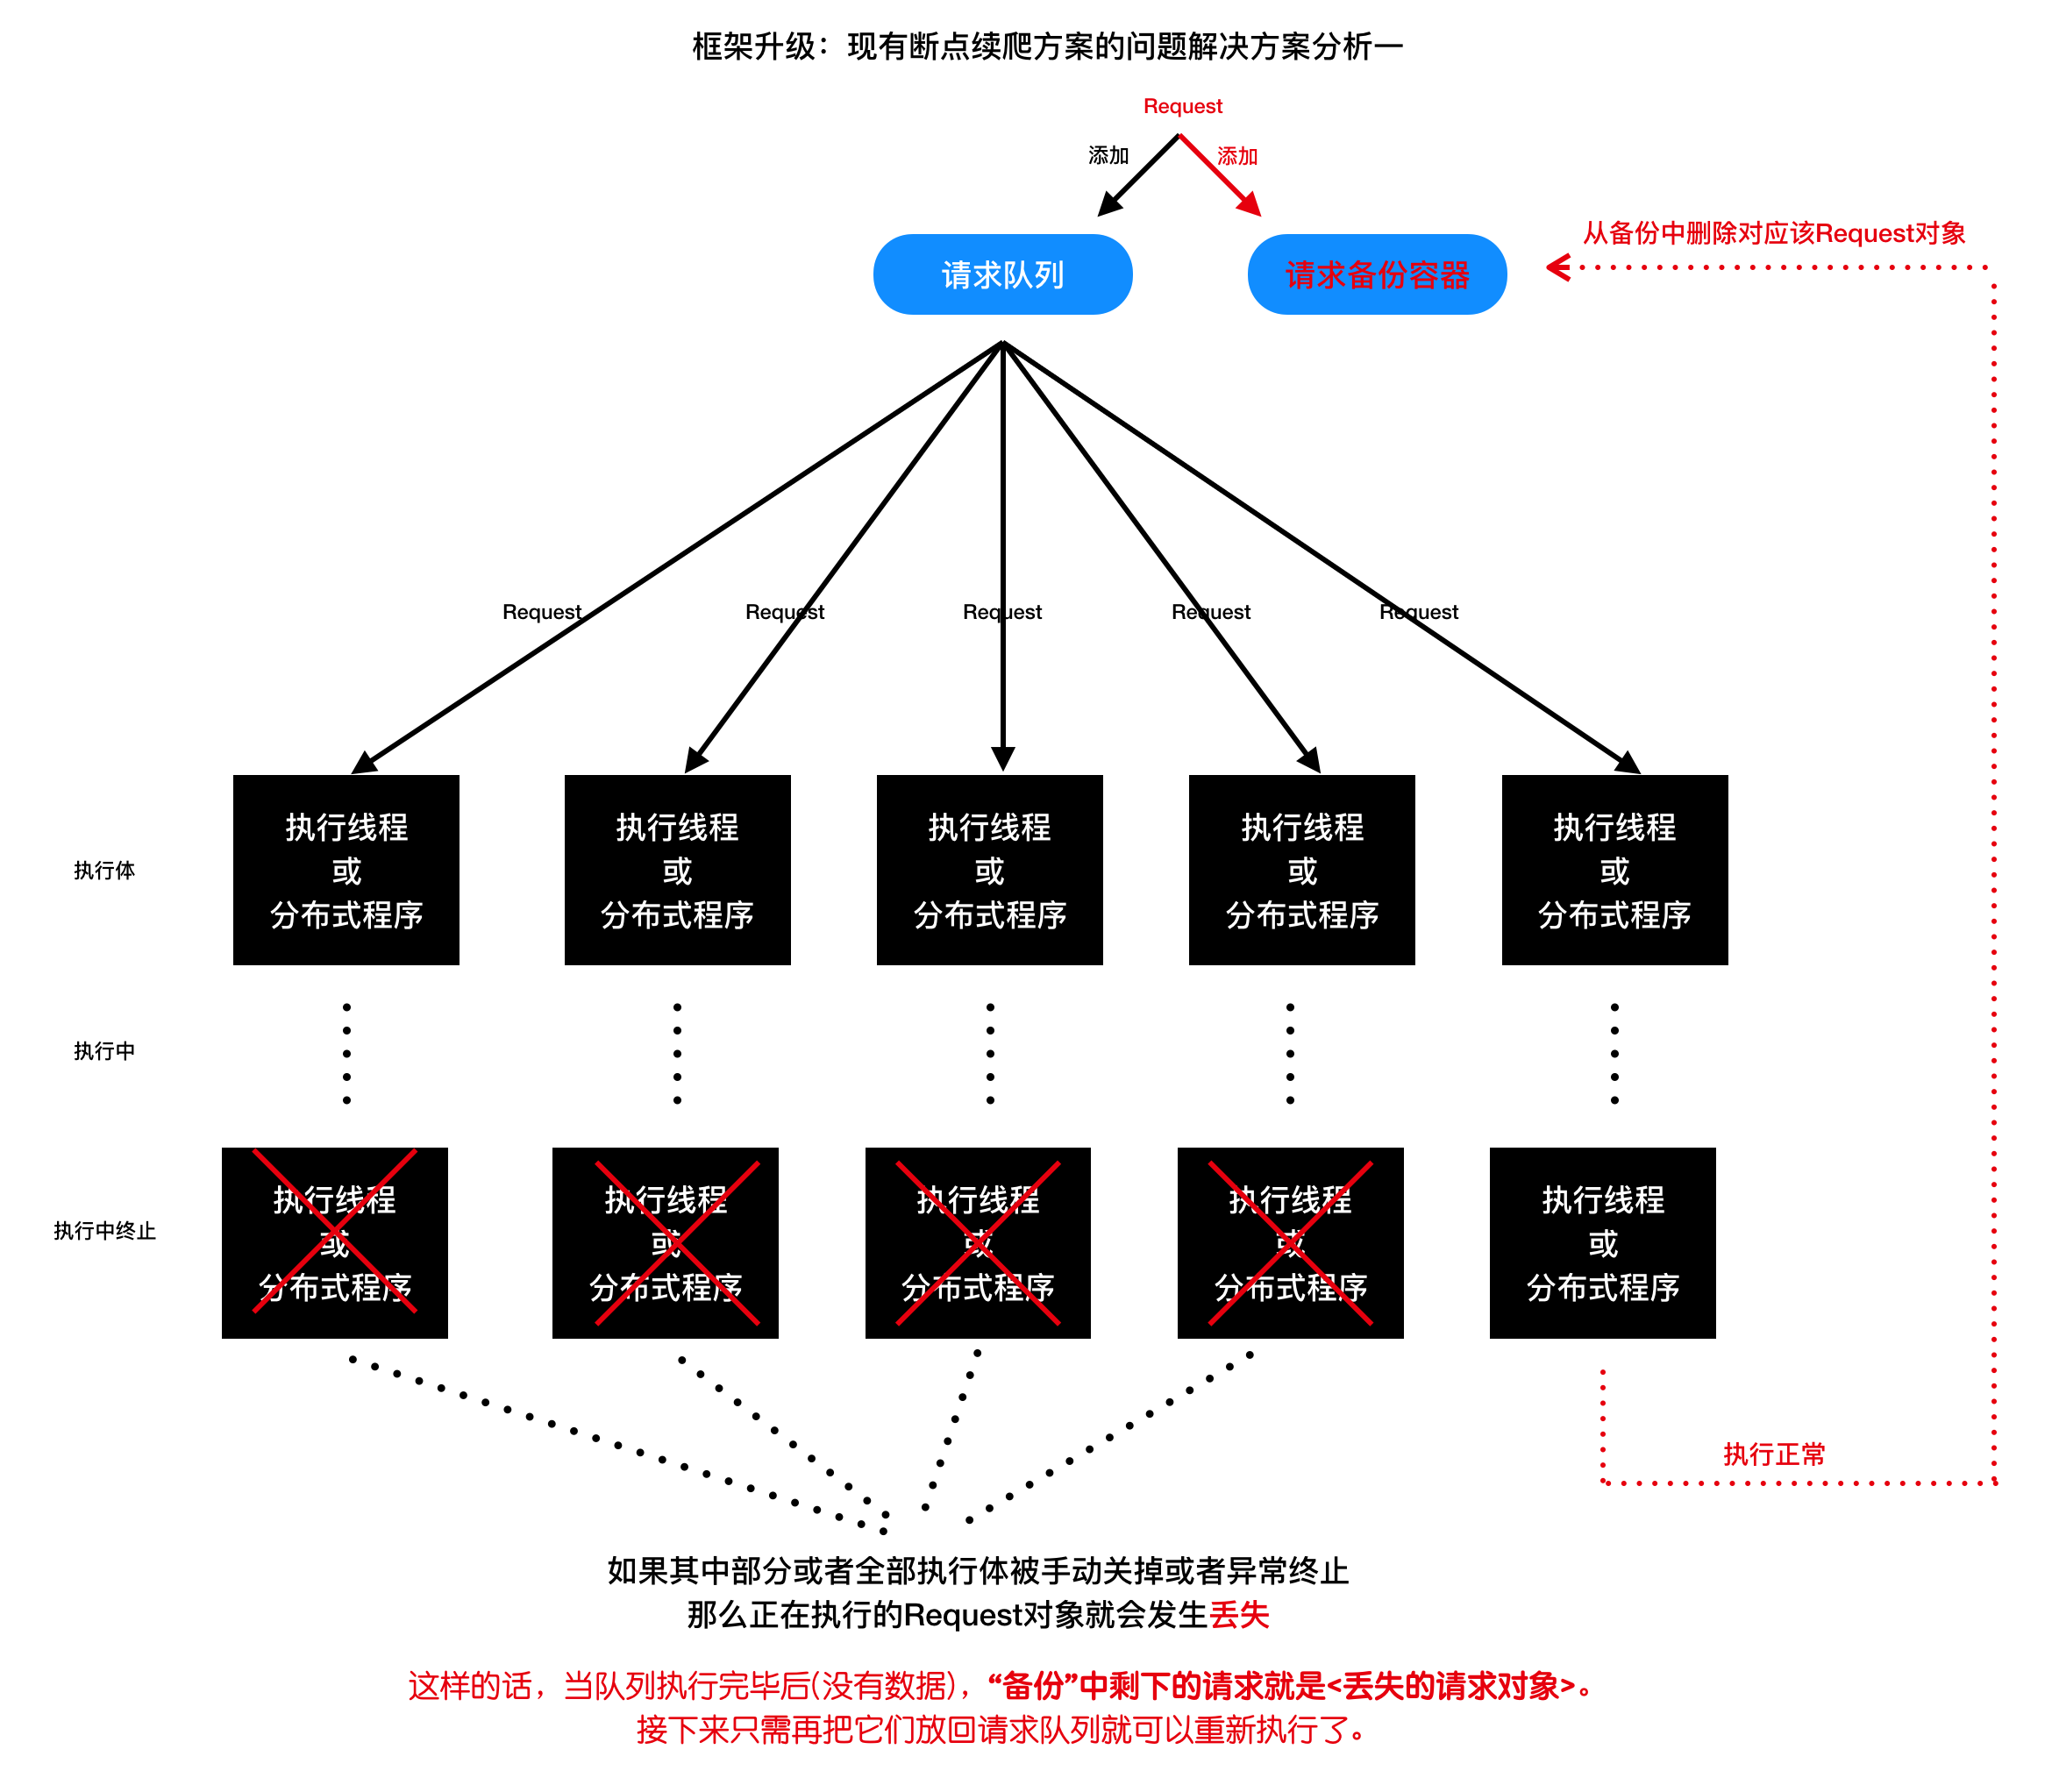 框架升级：现有断点续爬方案的问题解决方案分析一
Request
添加
添加
从备份中删除对应该Request对象
请求队列
请求备份容器
Request
Request
Request
Request
Request
执行体
执行线程
或
分布式程序
执行线程
或
分布式程序
执行线程
或
分布式程序
执行线程
或
分布式程序
执行线程
或
分布式程序
执行中
执行中终止
执行线程
或
分布式程序
执行线程
或
分布式程序
执行线程
或
分布式程序
执行线程
或
分布式程序
执行线程
或
分布式程序
执行正常
如果其中部分或者全部执行体被手动关掉或者异常终止
那么正在执行的Request对象就会发生丢失
这样的话，当队列执行完毕后(没有数据)，“备份”中剩下的请求就是<丢失的请求对象>。
接下来只需再把它们放回请求队列就可以重新执行了。